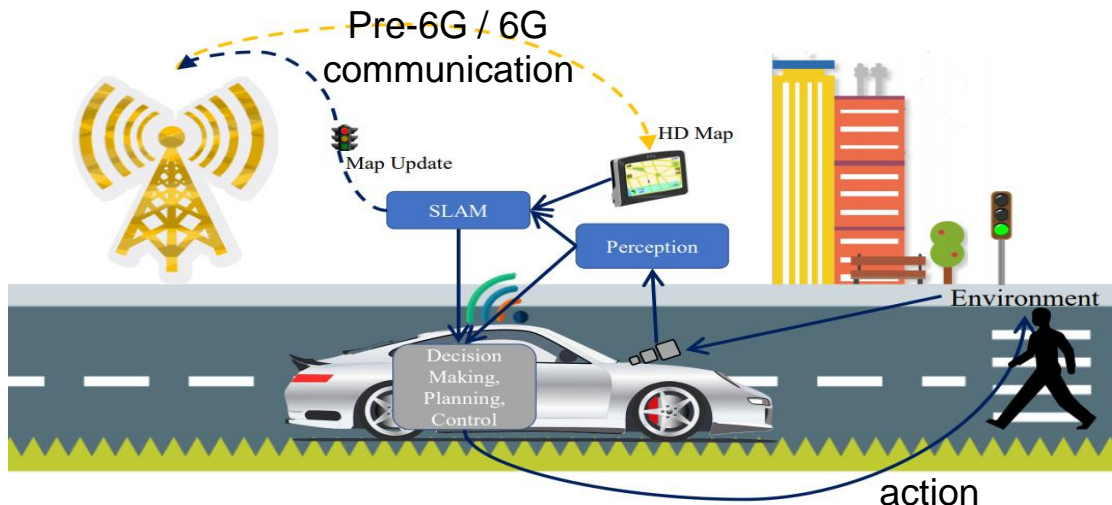 Pre-6G / 6G
communication
HD Map
Map Update
SLAM
Perception
Environment
Decision
Making,
Planning,
Control
action